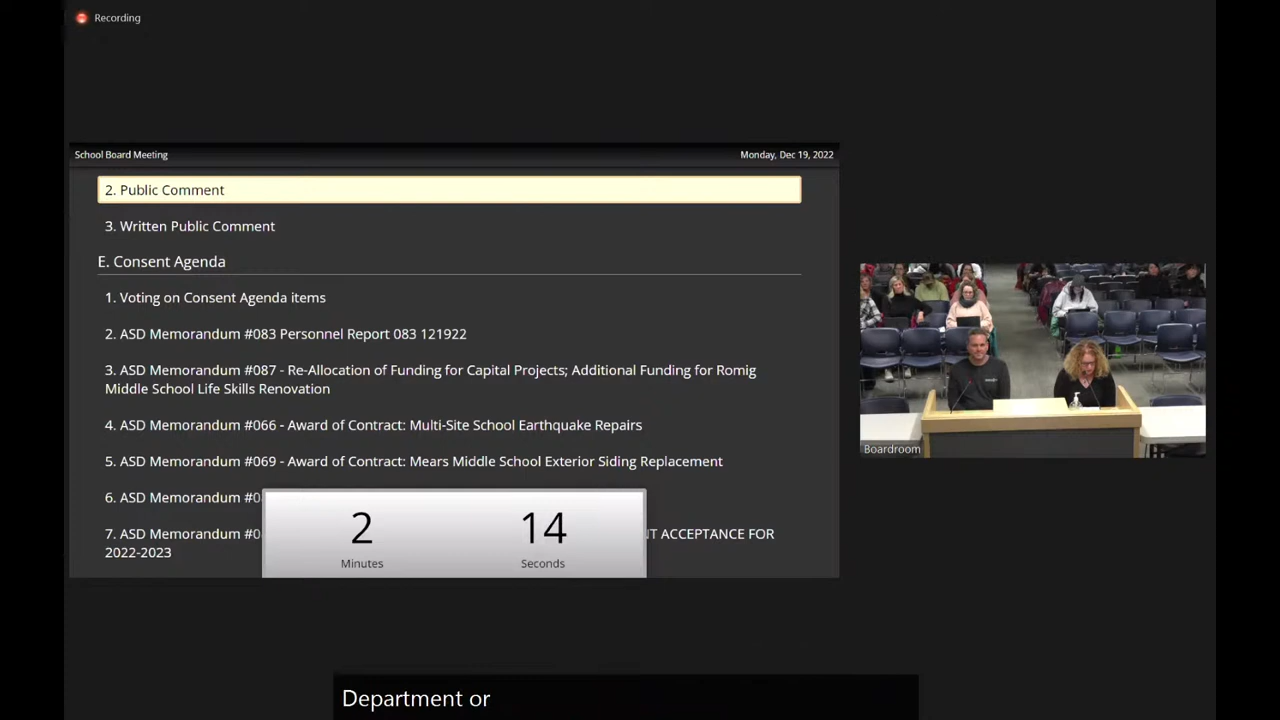 Recording
School Board Meeting
Monday, Dec 19, 2022
2. Public Comment
3. Written Public Comment
E. Consent Agenda
1. Voting on Consent Agenda items
2. ASD Memorandum #083 Personnel Report 083 121922
3. ASD Memorandum #087 - Re-Allocation of Funding for Capital Projects; Additional Funding for Romig
Middle School Life Skills Renovation
4. ASD Memorandum #066 - Award of Contract: Multi-Site School Earthquake Repairs
5. ASD Memorandum #069 - Award of Contract: Mears Middle School Exterior Siding Replacement
6. ASD Memorandum #0
7. ASD Memorandum #0 ACCEPTANCE FOR
2022-2023
2 14
Minutes Seconds
Boardroom
Department or